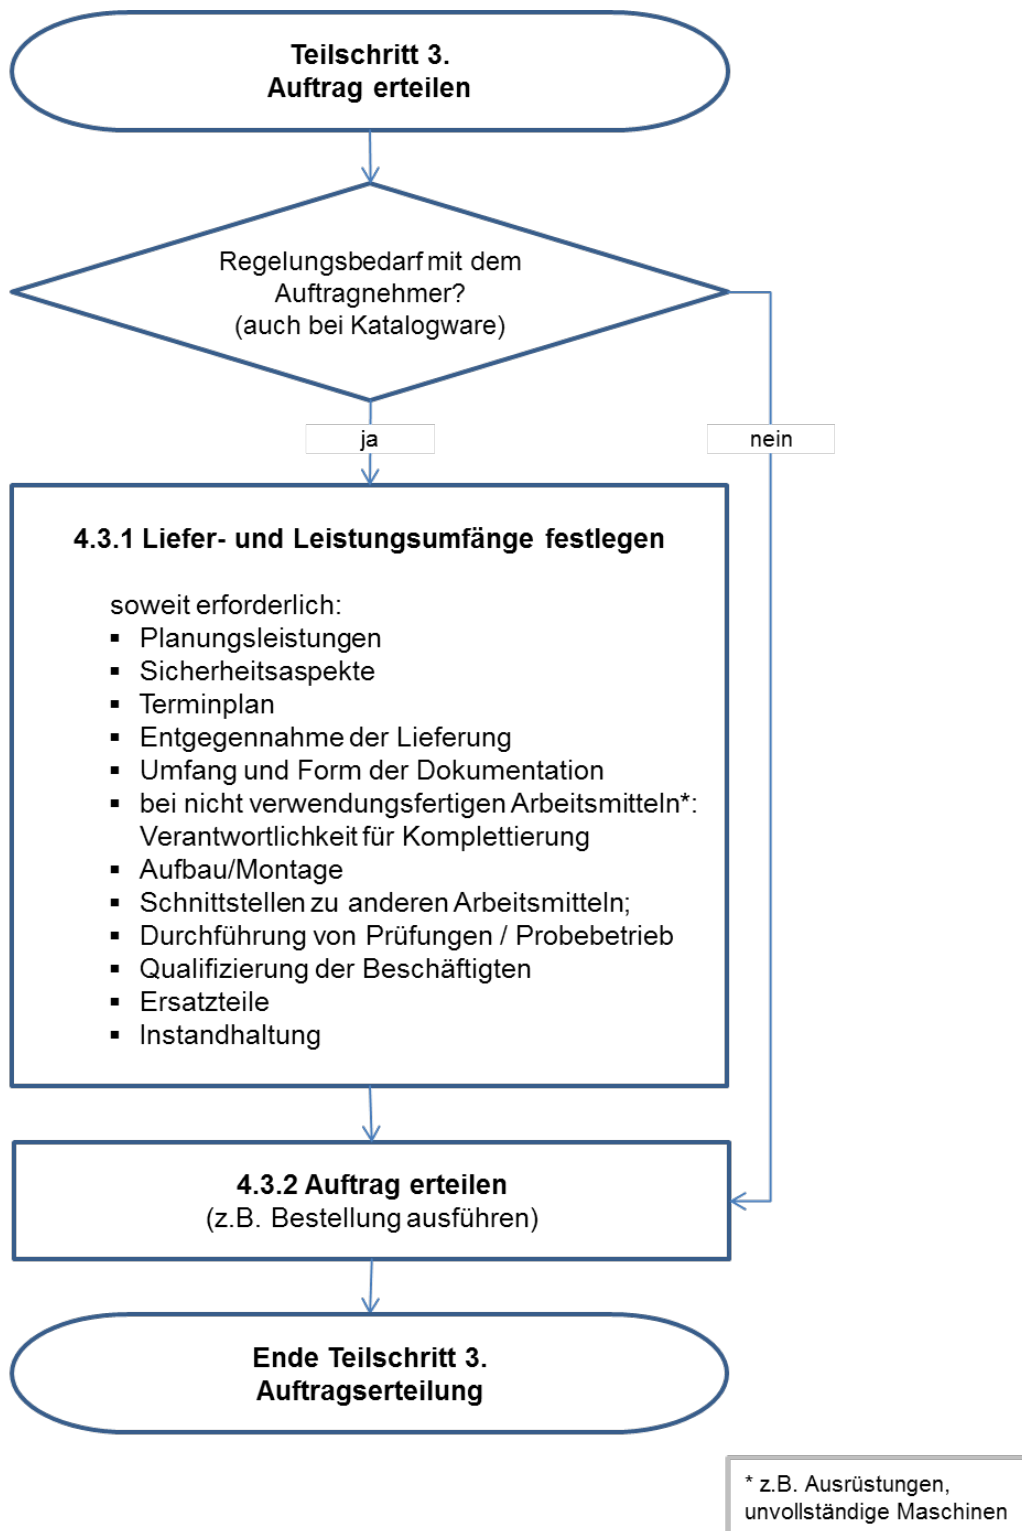 Teilschritt 3.
Auftrag erteilen
Regelungsbedarf mit dem
Auftragnehmer?
(auch bei Katalogware)
ja
nein
4.3.1 Liefer- und Leistungsumfänge festlegen
soweit erforderlich:
▪ Planungsleistungen
▪ Sicherheitsaspekte
▪ Terminplan
▪ Entgegennahme der Lieferung
▪ Umfang und Form der Dokumentation
▪ bei nicht verwendungsfertigen Arbeitsmitteln*:
Verantwortlichkeit für Komplettierung
▪ Aufbau/Montage
▪ Schnittstellen zu anderen Arbeitsmitteln;
▪ Durchführung von Prüfungen / Probebetrieb
▪ Qualifizierung der Beschäftigten
▪ Ersatzteile
▪ Instandhaltung
4.3.2 Auftrag erteilen
(z.B. Bestellung ausführen)
Ende Teilschritt 3.
Auftragserteilung
* z.B. Ausrüstungen,
unvollständige Maschinen